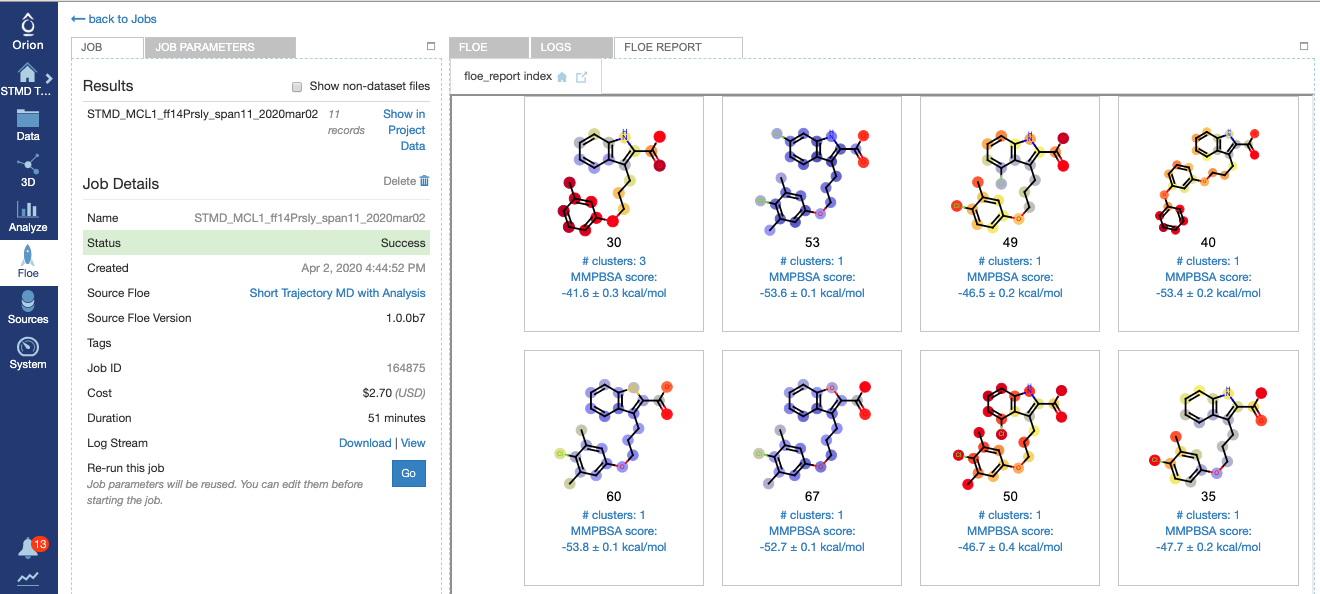 Orion
STMD T...
Data
3D
Analyze
Floe
Sources
System
13
back to Jobs
JOB
JOB PARAMETERS
Results
Show non-dataset files
STMD_MCL1_ff14Prsly_span11_2020mar02
11 records
Show in Project Data
Job Details
Delete
Name STMD_MCL1_ff14Prsly_span11_2020mar02
Status Success
Created Apr 2, 2020 4:44:52 PM
Source Floe Short Trajectory MD with Analysis
Source Floe Version 1.0.0b7
Tags
Job ID 164875
Cost $2.70 (USD)
Duration 51 minutes
Log Stream Download | View
Re-run this job
Go
Job parameters will be reused. You can edit them before
starting the job.
FLOE
LOGS
FLOE REPORT
floe_report index
30
# clusters: 3
MMPBSA score:
-41.6 ± 0.3 kcal/mol
53
# clusters: 1
MMPBSA score:
-53.6 ± 0.1 kcal/mol
49
# clusters: 1
MMPBSA score:
-46.5 ± 0.2 kcal/mol
40
# clusters: 1
MMPBSA score:
-53.4 ± 0.2 kcal/mol
60
# clusters: 1
MMPBSA score:
-53.8 ± 0.1 kcal/mol
67
# clusters: 1
MMPBSA score:
-52.7 ± 0.1 kcal/mol
50
# clusters: 1
MMPBSA score:
-46.7 ± 0.4 kcal/mol
35
# clusters: 1
MMPBSA score:
-47.7 ± 0.2 kcal/mol